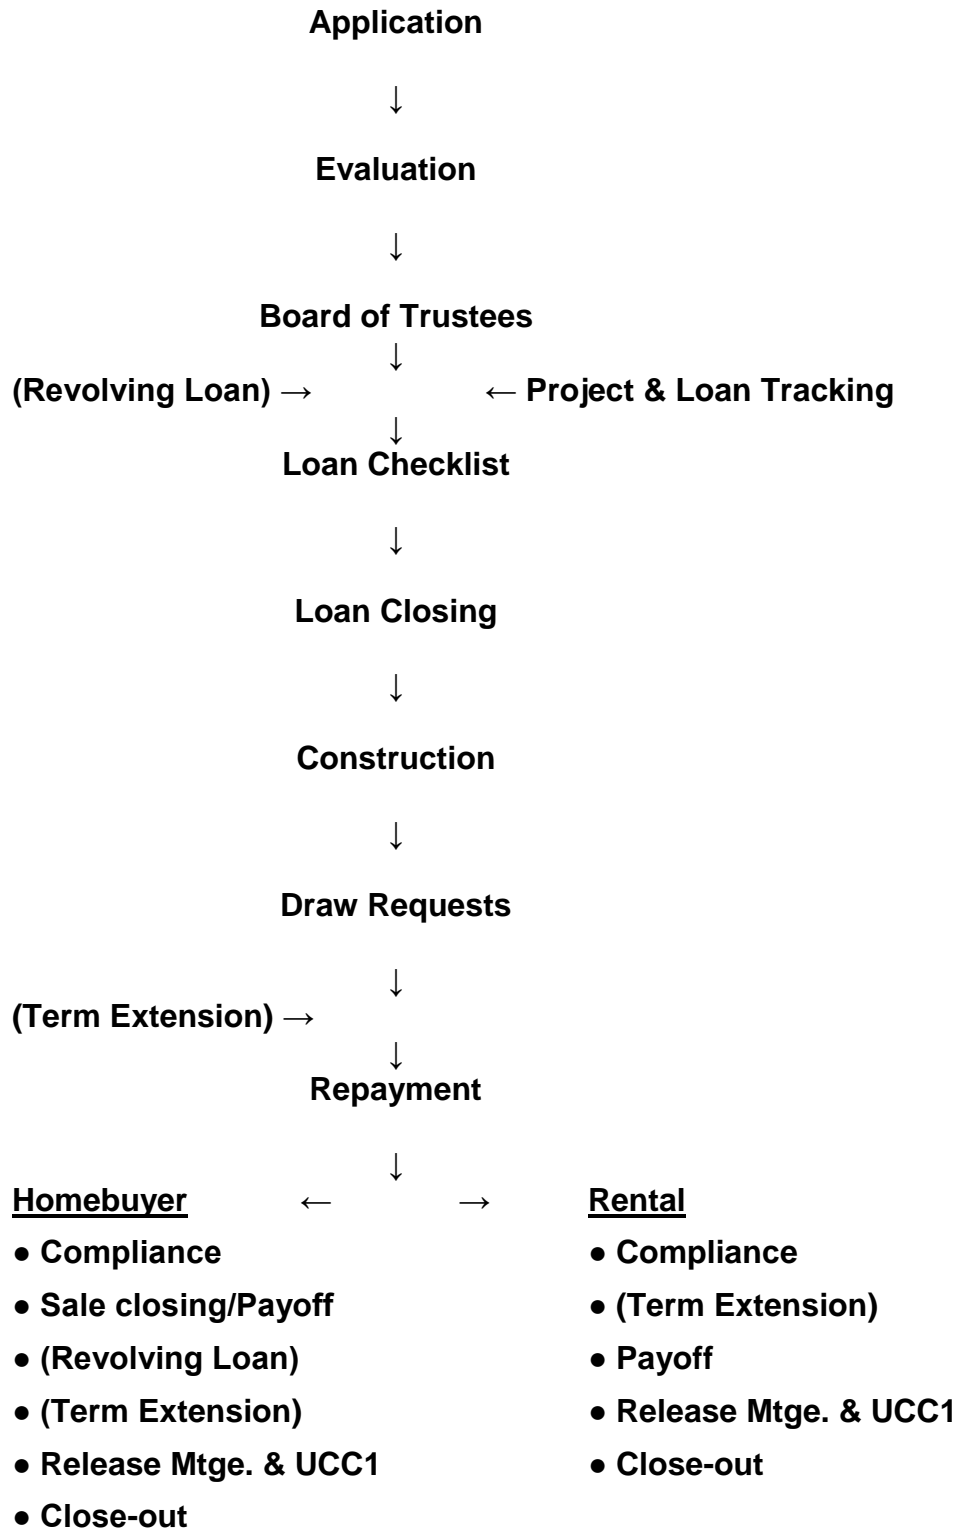 Application
↓
Evaluation
↓
Board of Trustees
↓
(Revolving Loan) → ← Project & Loan Tracking
↓
Loan Checklist
↓
Loan Closing
↓
Construction
↓
Draw Requests
↓
(Term Extension) →
↓
Repayment
↓
Homebuyer ← → Rental
● Compliance ● Compliance
● Sale closing/Payoff ● (Term Extension)
● (Revolving Loan) ● Payoff
● (Term Extension) ● Release Mtge. & UCC1
● Release Mtge. & UCC1 ● Close-out
● Close-out